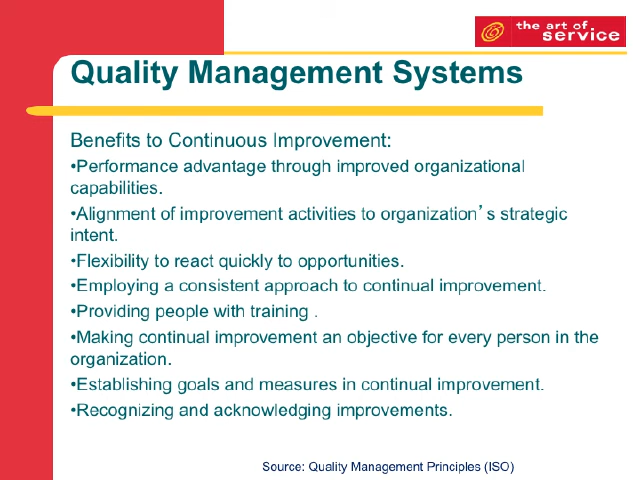 the art of
service
Quality Management Systems
Benefits to Continuous Improvement:
•Performance advantage through improved organizational
capabilities.
•Alignment of improvement activities to organization’s strategic
intent.
•Flexibility to react quickly to opportunities.
•Employing a consistent approach to continual improvement.
•Providing people with training .
•Making continual improvement an objective for every person in the
organization.
•Establishing goals and measures in continual improvement.
•Recognizing and acknowledging improvements.
Source: Quality Management Principles (ISO)